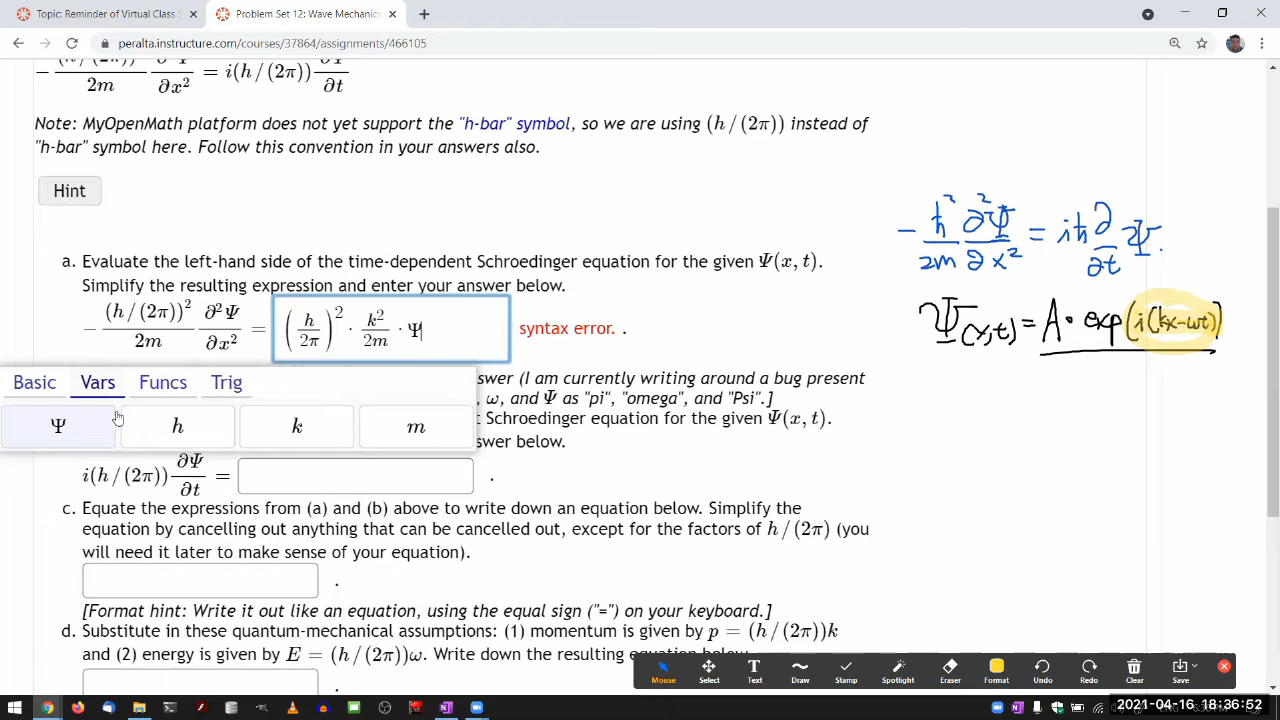 Topic: Reminder of Virtual Class S
Problem Set 12: Wave Mechanics
peralta.instructure.com/courses/37864/assignments/466105
− (h/(2π))² / 2m ∂²Ψ / ∂x² = i(h/(2π)) ∂Ψ / ∂t
Note: MyOpenMath platform does not yet support the "h-bar" symbol, so we are using (h/(2π)) instead of
"h-bar" symbol here. Follow this convention in your answers also.
Hint
−ħ²/2m ∂²Ψ/∂x² = iħ ∂/∂t Ψ.
a. Evaluate the left-hand side of the time-dependent Schroedinger equation for the given Ψ(x, t).
Simplify the resulting expression and enter your answer below.
− (h/(2π))² / 2m ∂²Ψ / ∂x² = (h/2π)² · k²/2m · Ψ syntax error. .
Ψ(x,t) = A· exp(i(kx−ωt))
Basic Vars Funcs Trig
swer (I am currently writing around a bug present
, ω, and Ψ as "pi", "omega", and "Psi".]
Ψ h k m
t Schroedinger equation for the given Ψ(x, t).
swer below.
i(h/(2π)) ∂Ψ / ∂t = .
c. Equate the expressions from (a) and (b) above to write down an equation below. Simplify the
equation by cancelling out anything that can be cancelled out, except for the factors of h/(2π) (you
will need it later to make sense of your equation).
.
[Format hint: Write it out like an equation, using the equal sign ("=") on your keyboard.]
d. Substitute in these quantum-mechanical assumptions: (1) momentum is given by p = (h/(2π))k
and (2) energy is given by E = (h/(2π))ω. Write down the resulting equation below.
.
Mouse Select Text Draw Stamp Spotlight Eraser Format Undo Redo Clear Save
2021-04-16 18:36:52